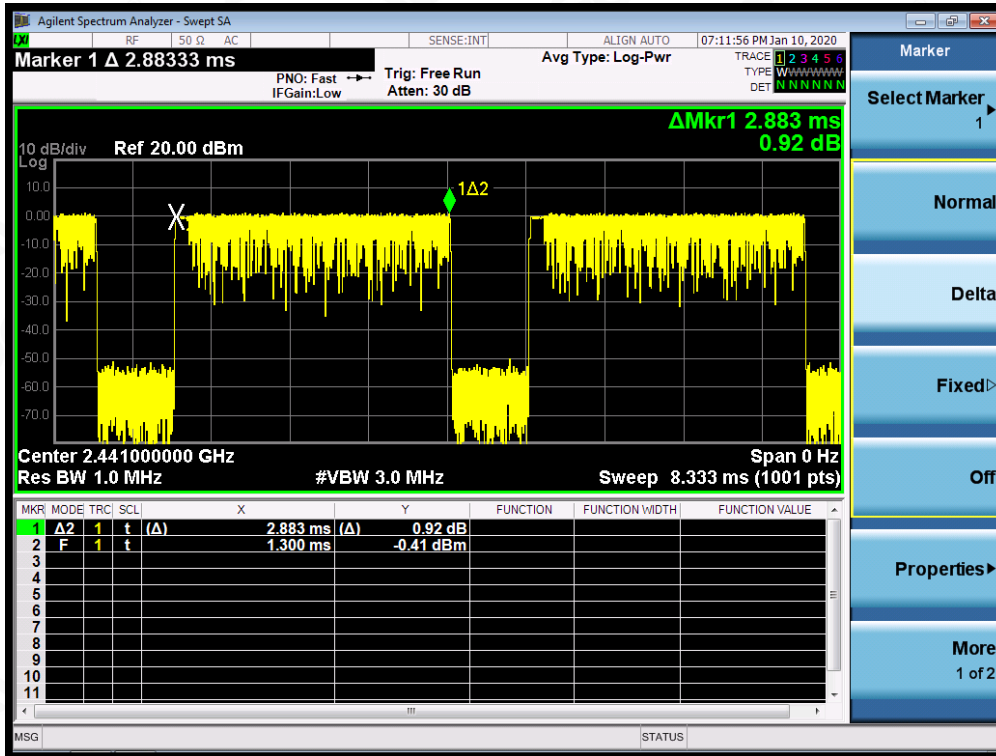 Agilent Spectrum Analyzer - Swept SA
LXI RF 50 Ω AC SENSE:INT ALIGN AUTO 07:11:56 PM Jan 10, 2020
Marker 1 Δ 2.88333 ms
PNO: Fast
IFGain:Low
Trig: Free Run
Atten: 30 dB
Avg Type: Log-Pwr
TRACE 1 2 3 4 5 6
TYPE WWWWWW
DET N N N N N N
ΔMkr1 2.883 ms
0.92 dB
10 dB/div Ref 20.00 dBm
Log
10.0
0.00
-10.0
-20.0
-30.0
-40.0
-50.0
-60.0
-70.0
X
2
1Δ2
Center 2.441000000 GHz Span 0 Hz
Res BW 1.0 MHz #VBW 3.0 MHz Sweep 8.333 ms (1001 pts)
MKR MODE TRC SCL X Y FUNCTION FUNCTION WIDTH FUNCTION VALUE
1 Δ2 1 t (Δ) 2.883 ms (Δ) 0.92 dB
2 F 1 t 1.300 ms -0.41 dBm
3
4
5
6
7
8
9
10
11
MSG STATUS
Marker
Select Marker
1
Normal
Delta
Fixed
Off
Properties
More
1 of 2